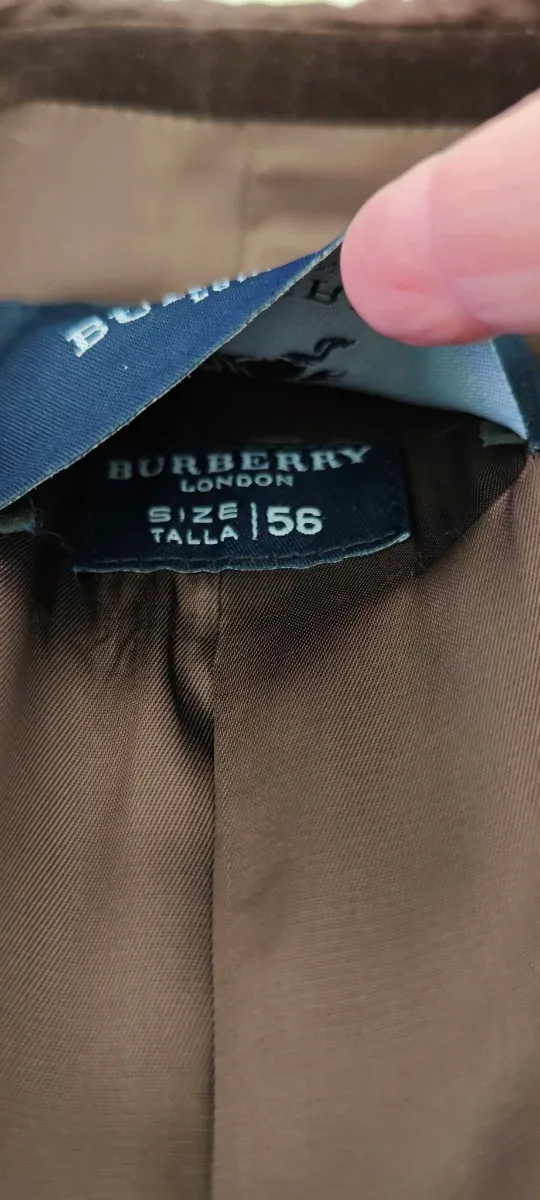 BURBERRY
LONDON
SIZE
TALLA | 56